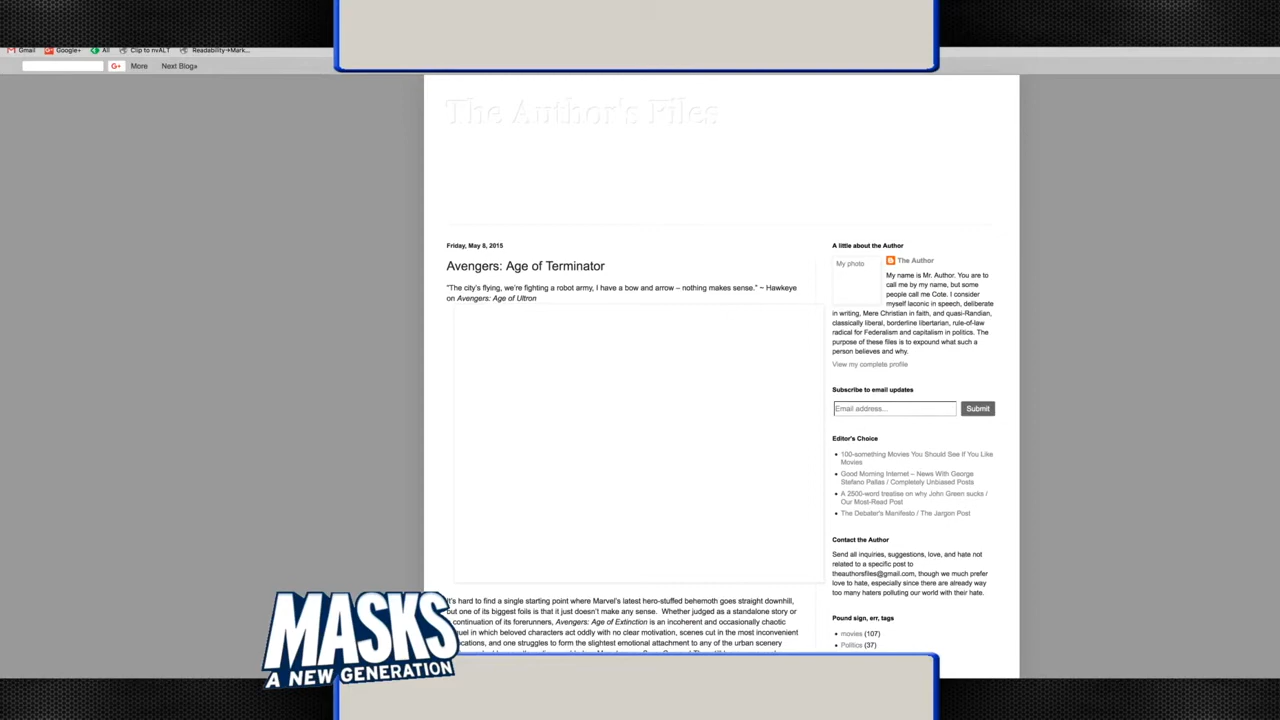 Gmail Google+ All Clip to nvALT Readability→Mark...
G+ More Next Blog»
The Author's Files
Friday, May 8, 2015
Avengers: Age of Terminator
"The city's flying, we're fighting a robot army, I have a bow and arrow – nothing makes sense." ~ Hawkeye
on Avengers: Age of Ultron
It's hard to find a single starting point where Marvel's latest hero-stuffed behemoth goes straight downhill,
but one of its biggest foils is that it just doesn't make any sense. Whether judged as a standalone story or
continuation of its forerunners, Avengers: Age of Extinction is an incoherent and occasionally chaotic
quel in which beloved characters act oddly with no clear motivation, scenes cut in the most inconvenient
cations, and one struggles to form the slightest emotional attachment to any of the urban scenery
A little about the Author
My photo
The Author
My name is Mr. Author. You are to
call me by my name, but some
people call me Cote. I consider
myself laconic in speech, deliberate
in writing, Mere Christian in faith, and quasi-Randian,
classically liberal, borderline libertarian, rule-of-law
radical for Federalism and capitalism in politics. The
purpose of these files is to expound what such a
person believes and why.
View my complete profile
Subscribe to email updates
Email address...
Submit
Editor's Choice
100-something Movies You Should See If You Like
Movies
Good Morning Internet – News With George
Stefano Pallas / Completely Unbiased Posts
A 2500-word treatise on why John Green sucks /
Our Most-Read Post
The Debater's Manifesto / The Jargon Post
Contact the Author
Send all inquiries, suggestions, love, and hate not
related to a specific post to
theauthorsfiles@gmail.com, though we much prefer
love to hate, especially since there are already way
too many haters polluting our world with their hate.
Pound sign, err, tags
movies (107)
Politics (37)
MASKS
A NEW GENERATION